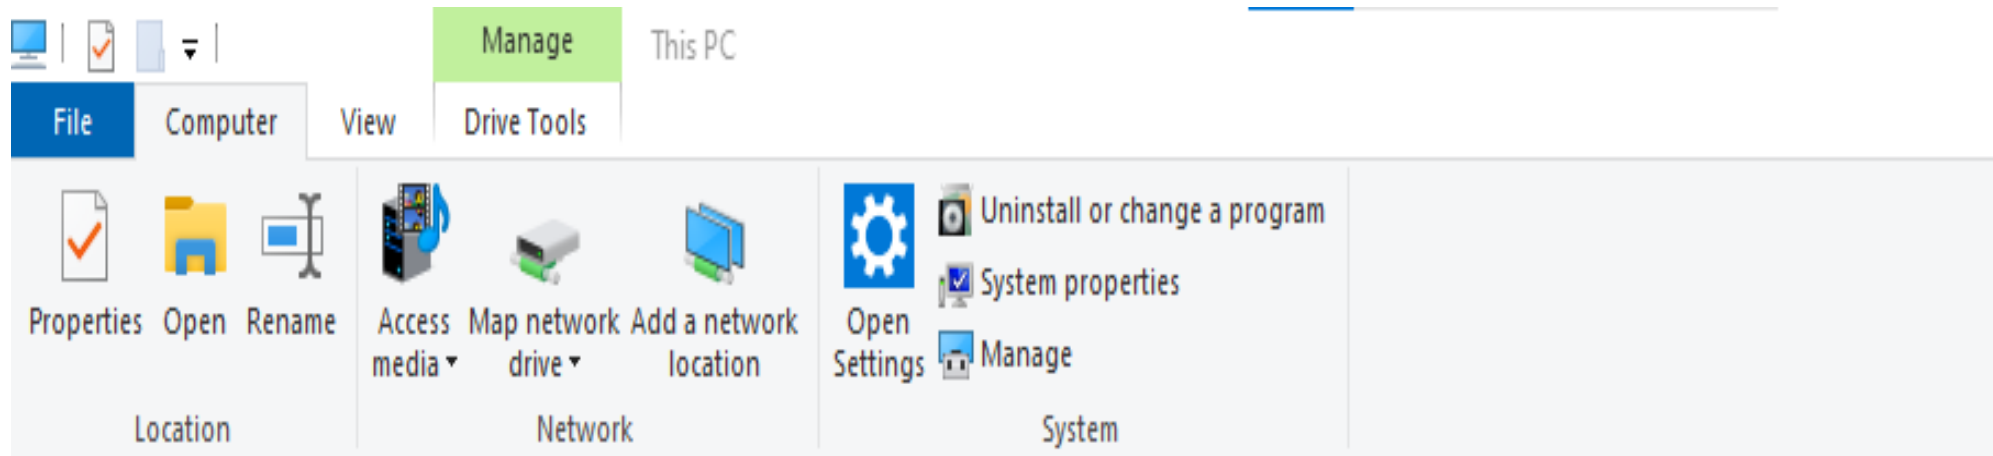 Manage This PC
File Computer View Drive Tools
Properties Open Rename
Access media
Map network drive
Add a network location
Open Settings
Uninstall or change a program
System properties
Manage
Location Network System